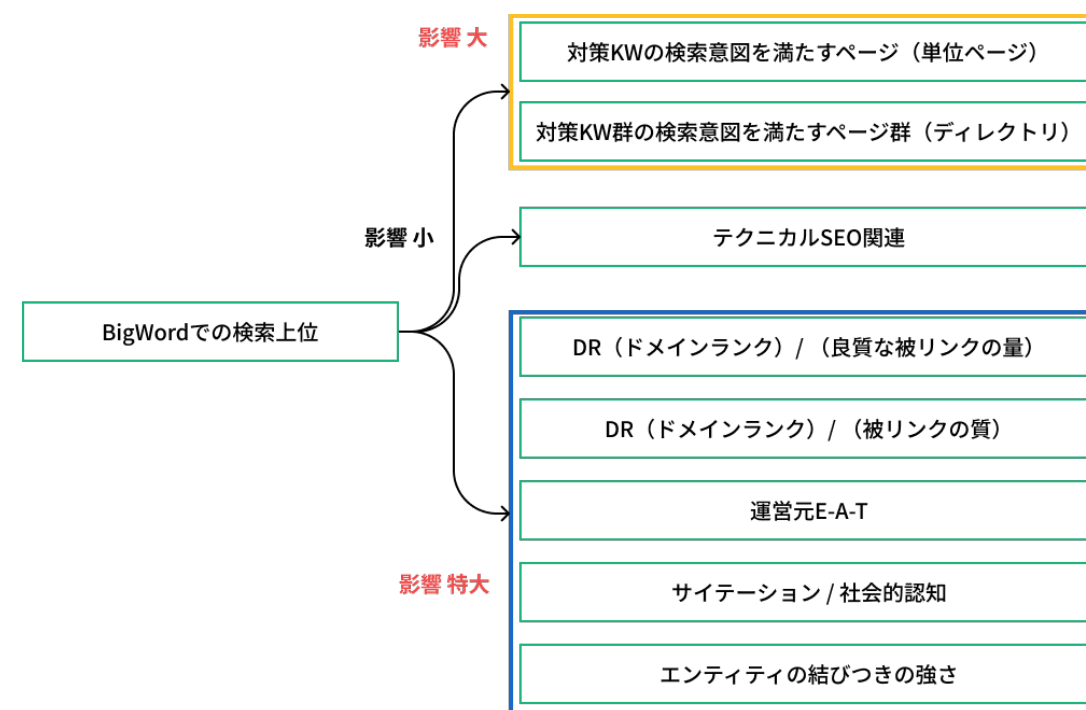 影響 大
対策KWの検索意図を満たすページ（単位ページ）
対策KW群の検索意図を満たすページ群（ディレクトリ）
影響 小
テクニカルSEO関連
BigWordでの検索上位
DR（ドメインランク）/ （良質な被リンクの量）
DR（ドメインランク）/ （被リンクの質）
運営元E-A-T
影響 特大
サイテーション / 社会的認知
エンティティの結びつきの強さ